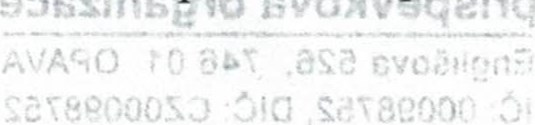 příspěvková organizace
Englišova 526, 746 01 OPAVA
IČ: 00098752, DIČ: CZ00098752